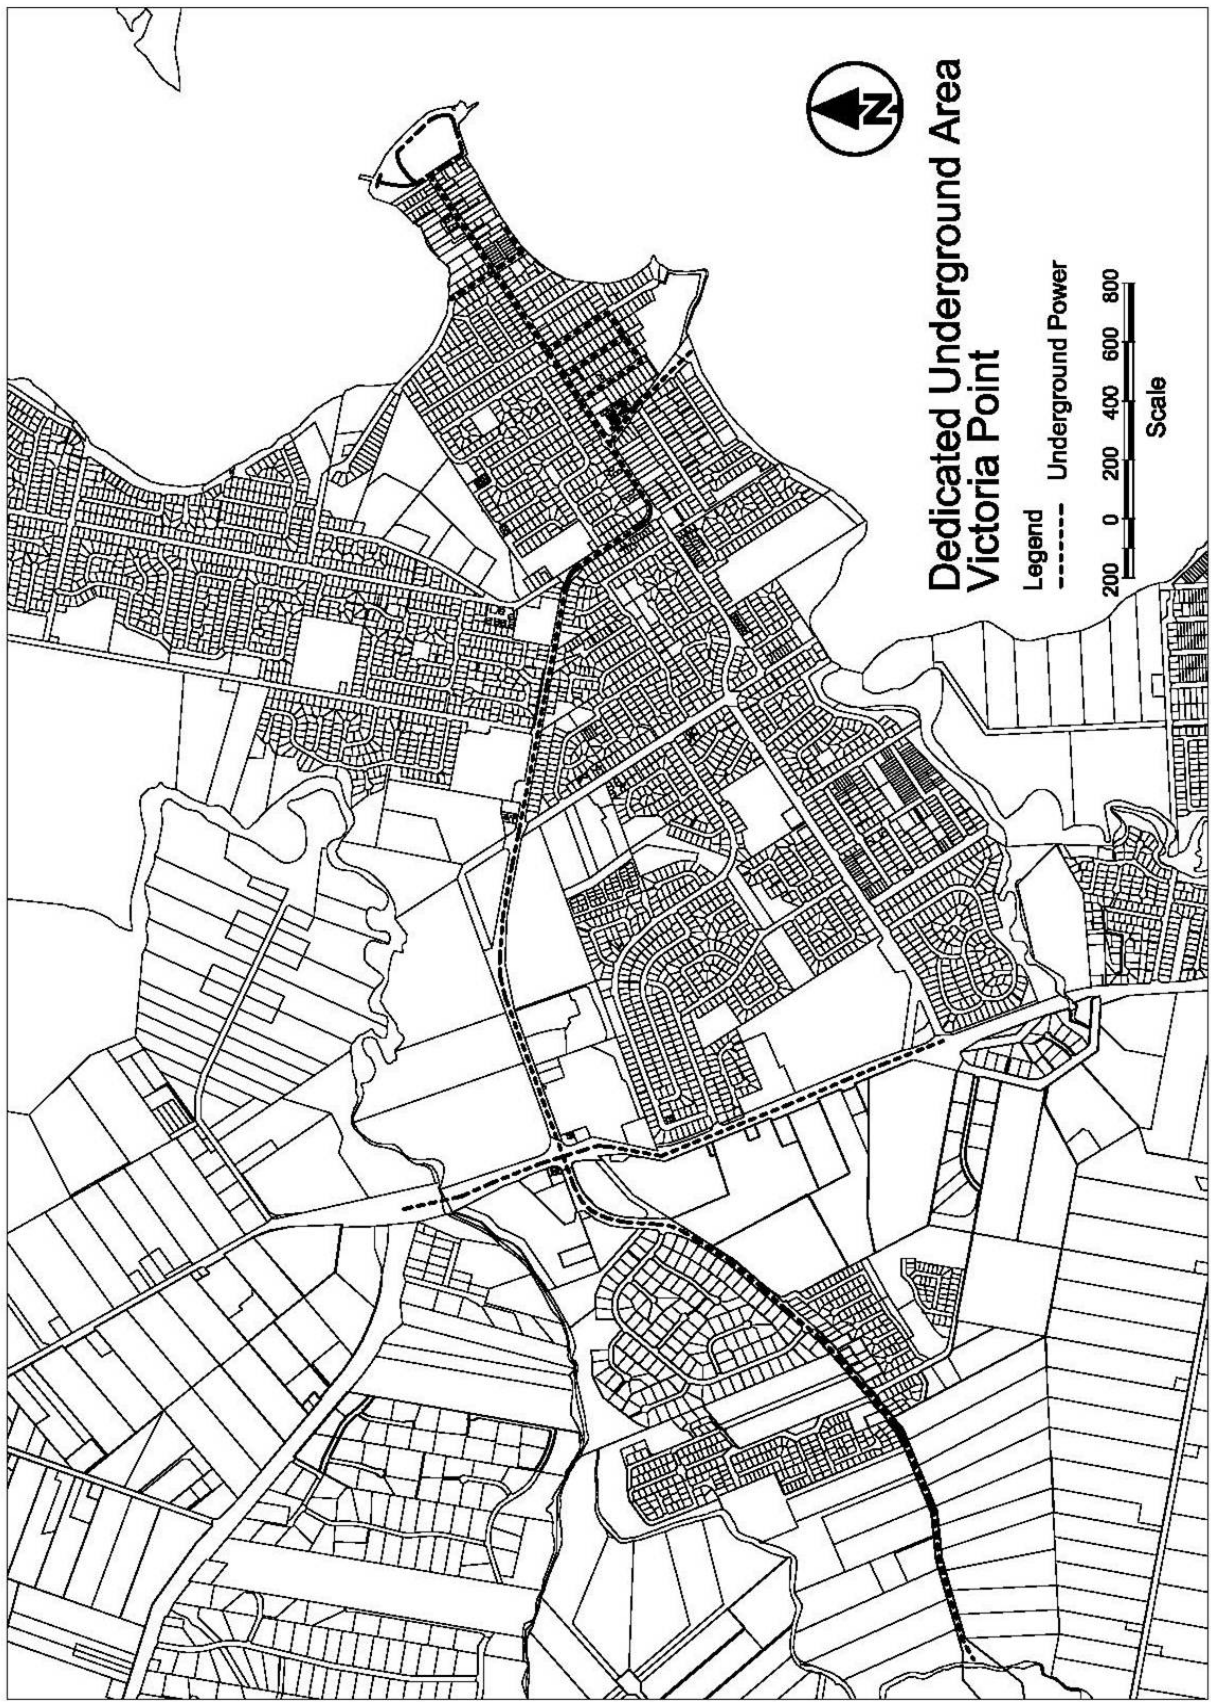 N
Dedicated Underground Area
Victoria Point
Legend
------- Underground Power
200 0 200 400 600 800
Scale